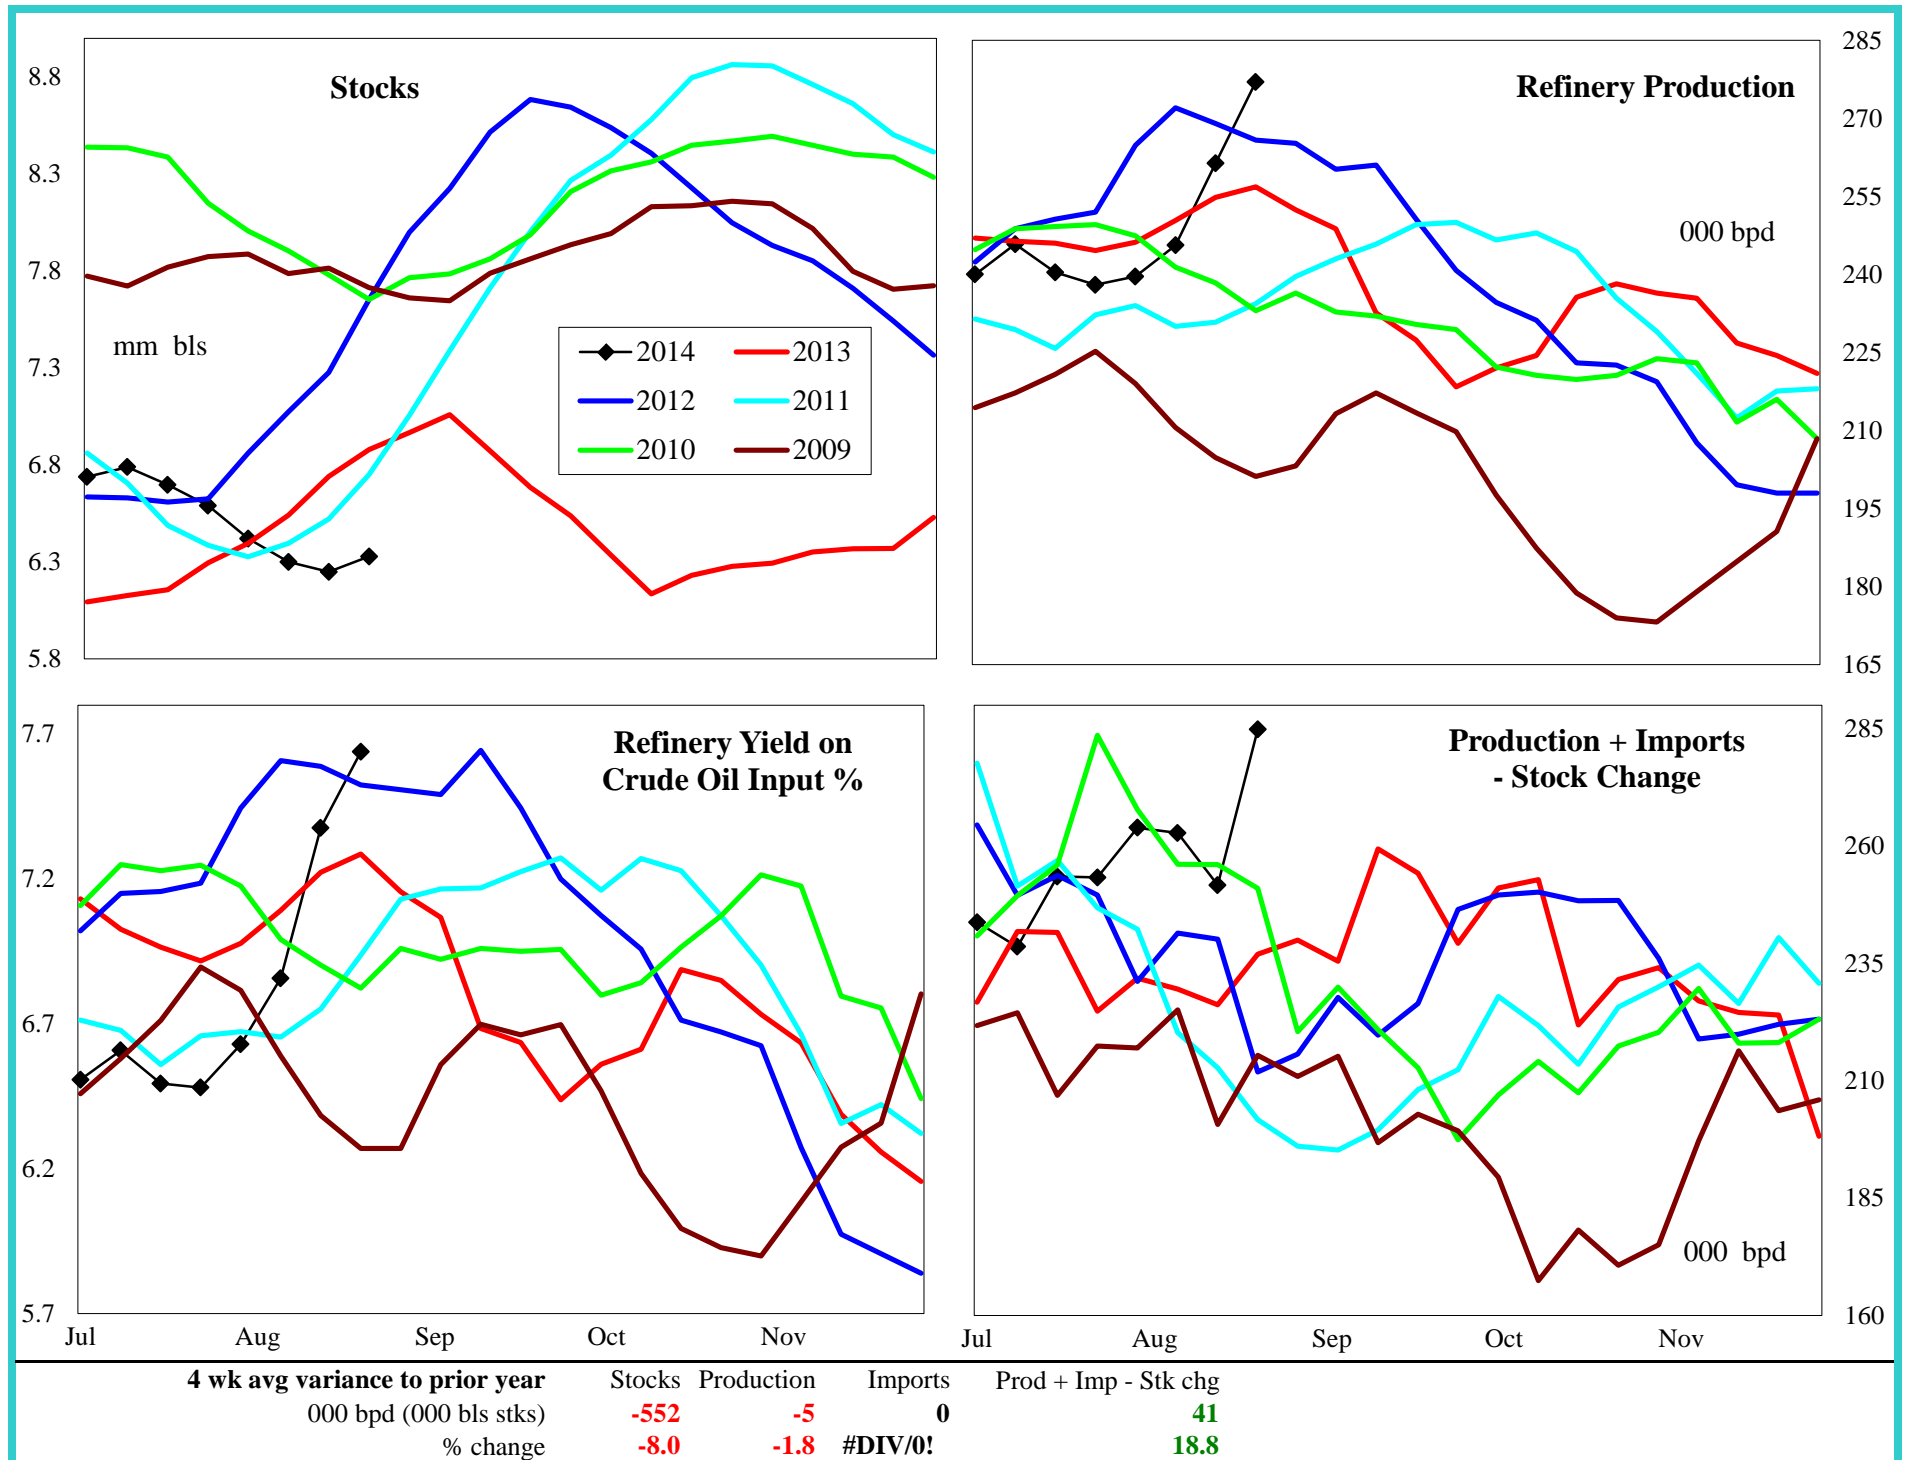 Stocks
8.8
8.3
7.8
7.3
6.8
6.3
5.8
mm bls
2014 2013
2012 2011
2010 2009
Refinery Production
000 bpd
285
270
255
240
225
210
195
180
165
Refinery Yield on
Crude Oil Input %
7.7
7.2
6.7
6.2
5.7
Jul Aug Sep Oct Nov
Production + Imports
- Stock Change
285
260
235
210
185
160
000 bpd
Jul Aug Sep Oct Nov
4 wk avg variance to prior year Stocks Production Imports Prod + Imp - Stk chg
000 bpd (000 bls stks) -552 -5 0 41
% change -8.0 -1.8 #DIV/0! 18.8